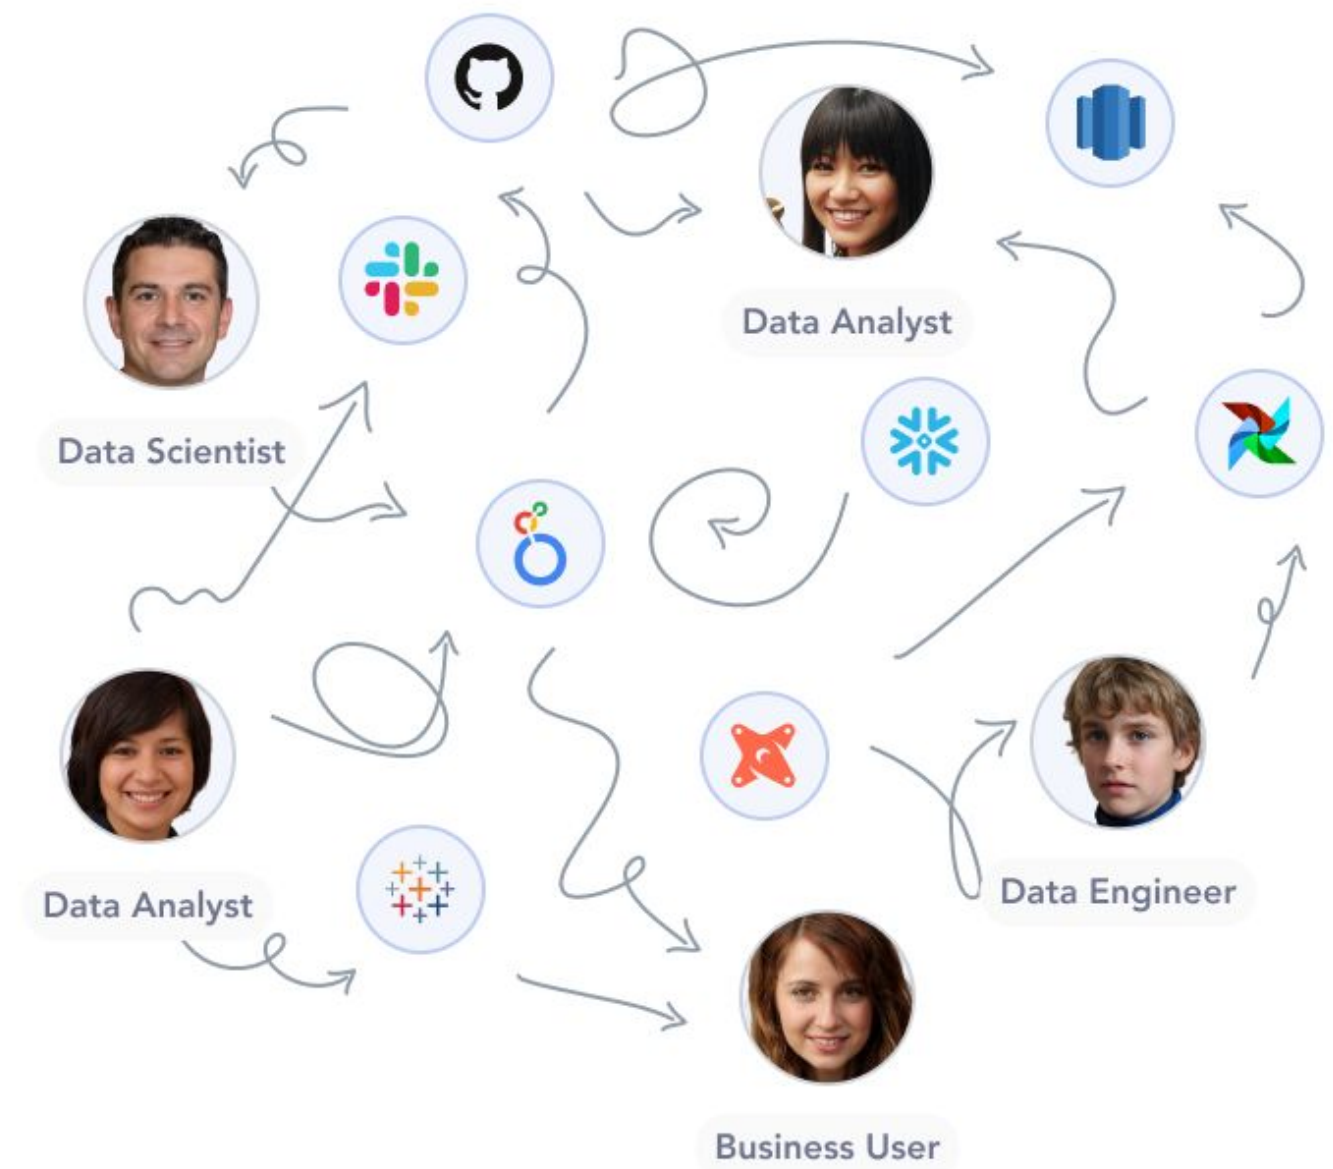 Data Analyst
Data Scientist
Data Analyst
Data Engineer
Business User